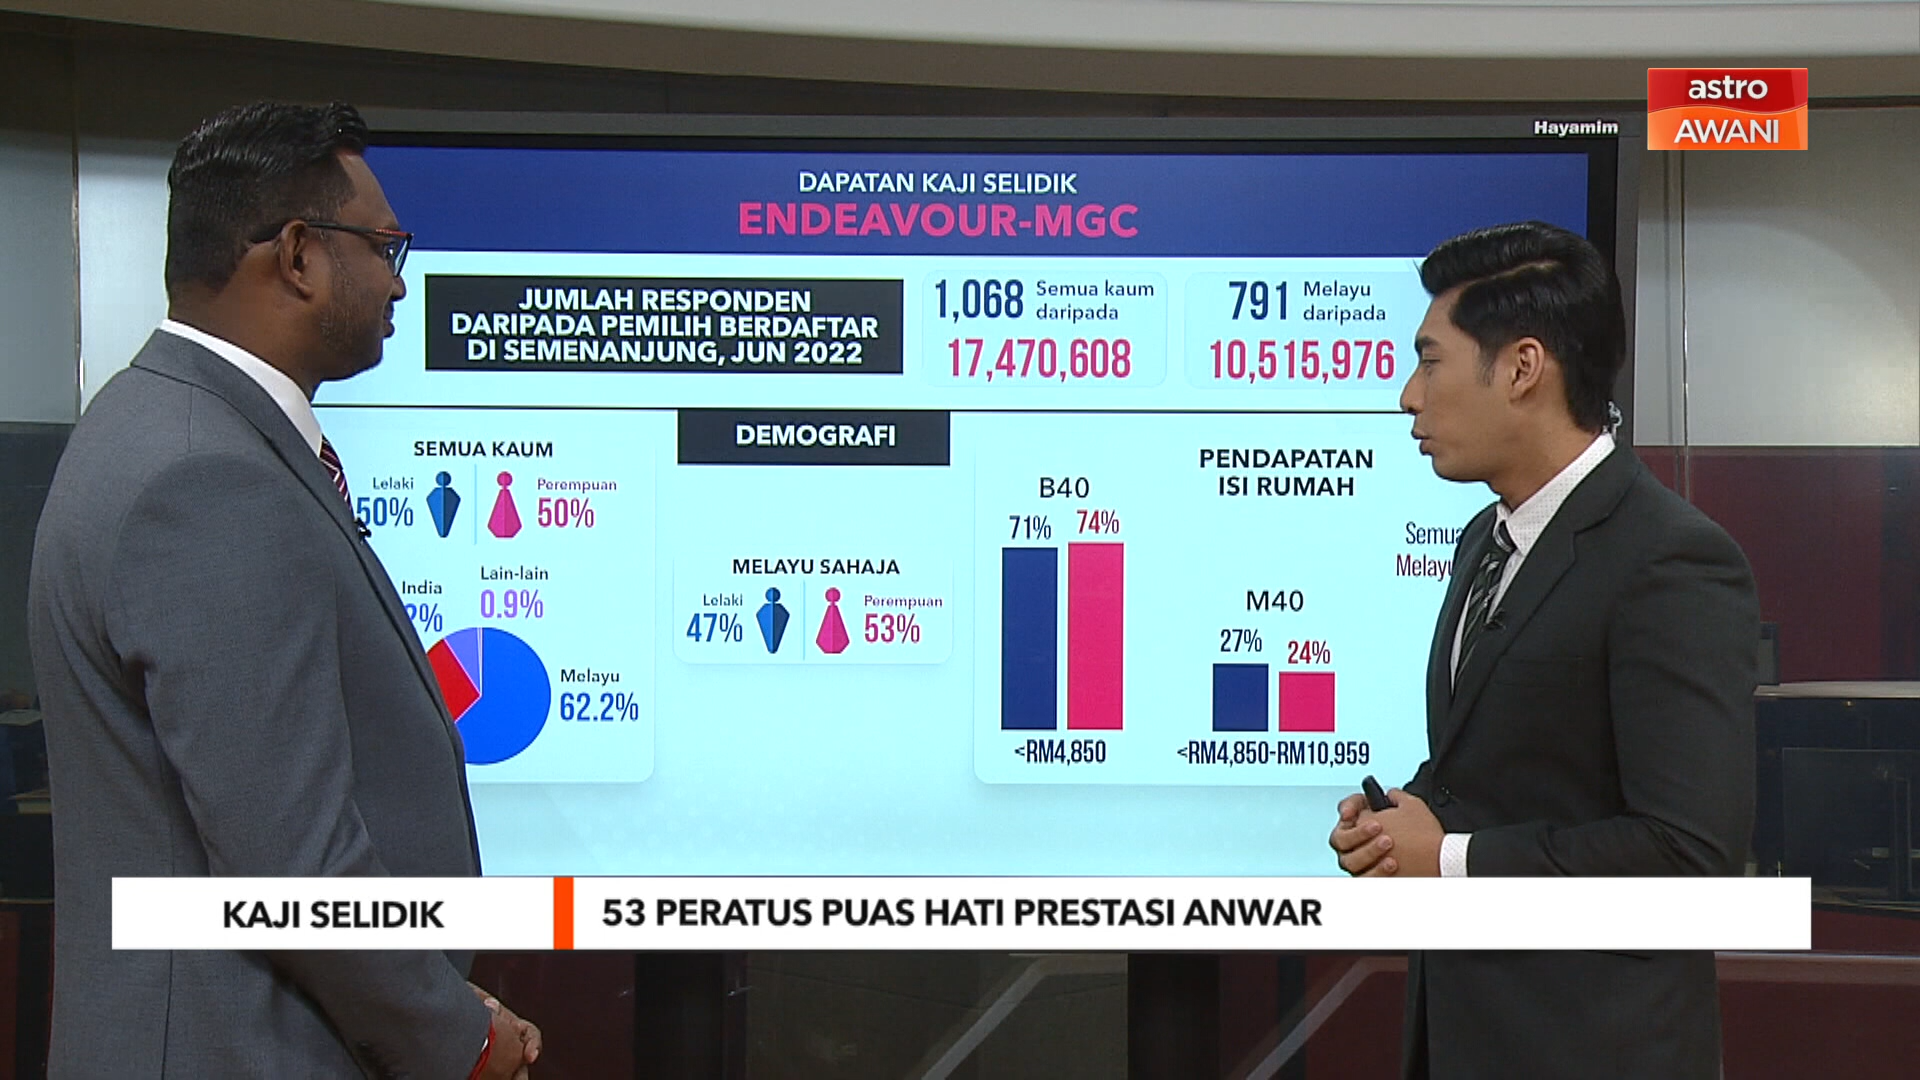 astro
AWANI
Hayamim
DAPATAN KAJI SELIDIK
ENDEAVOUR-MGC
JUMLAH RESPONDEN
DARIPADA PEMILIH BERDAFTAR
DI SEMENANJUNG, JUN 2022
1,068 Semua kaum
daripada
17,470,608
791 Melayu
daripada
10,515,976
SEMUA KAUM
Lelaki
50%
Perempuan
50%
India
2%
Lain-lain
0.9%
Melayu
62.2%
DEMOGRAFI
MELAYU SAHAJA
Lelaki
47%
Perempuan
53%
PENDAPATAN
ISI RUMAH
B40
71% 74%
<RM4,850
M40
27% 24%
<RM4,850-RM10,959
Semua
Melayu
KAJI SELIDIK
53 PERATUS PUAS HATI PRESTASI ANWAR